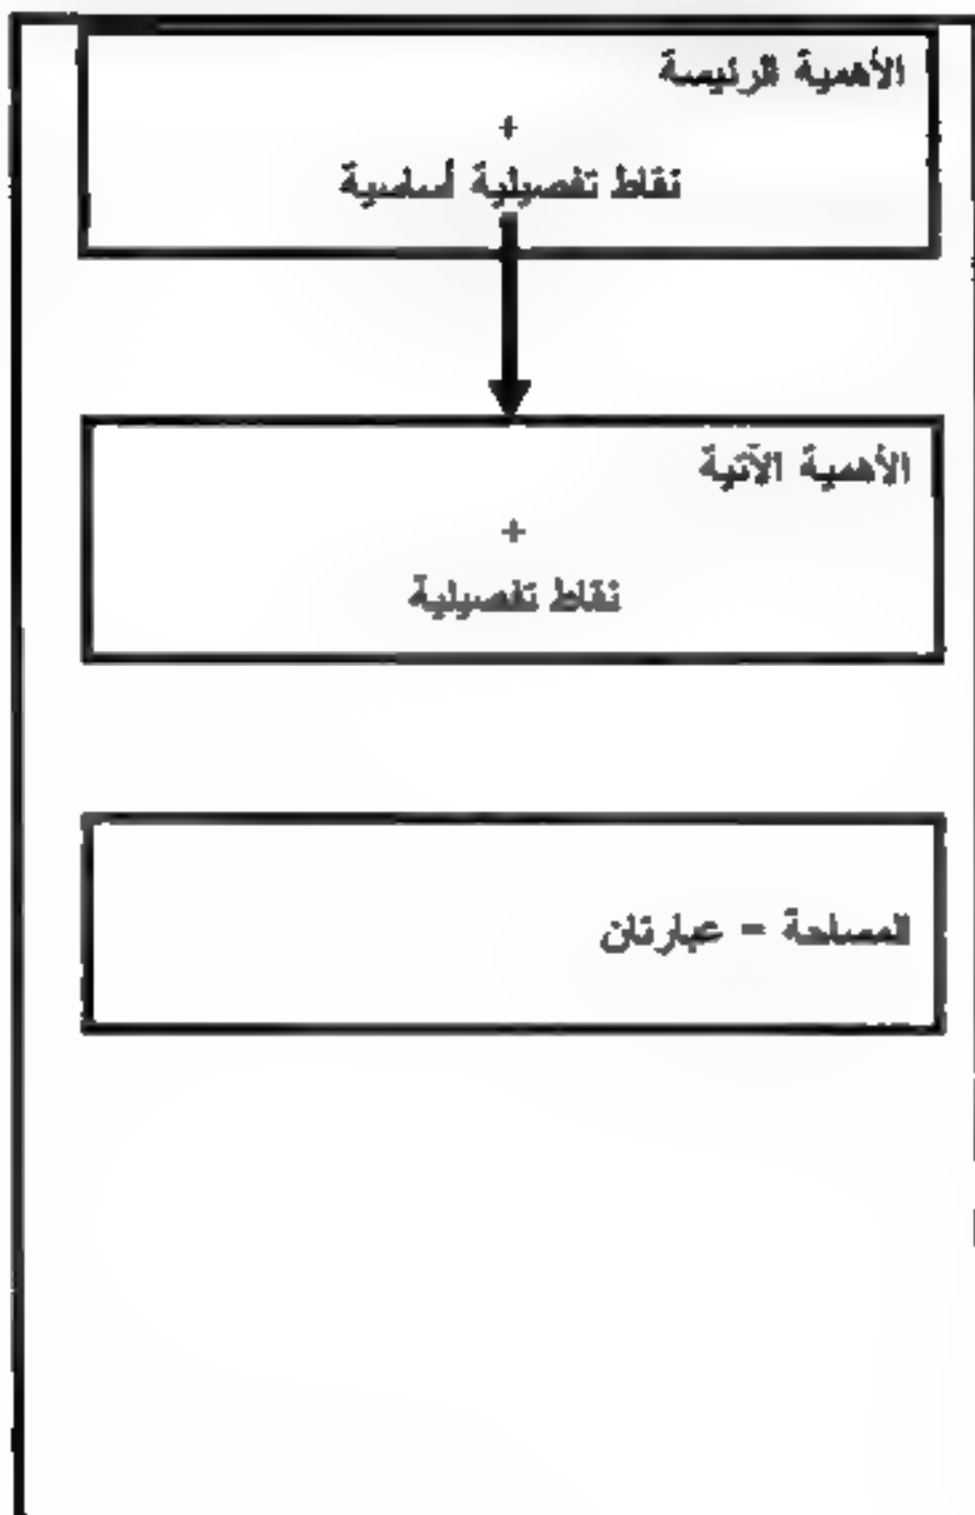 الأهمية الرئيسة
+
نقاط تفصيلية أساسية
الأهمية الآتية
+
نقاط تفصيلية
المساحة = عبارتان